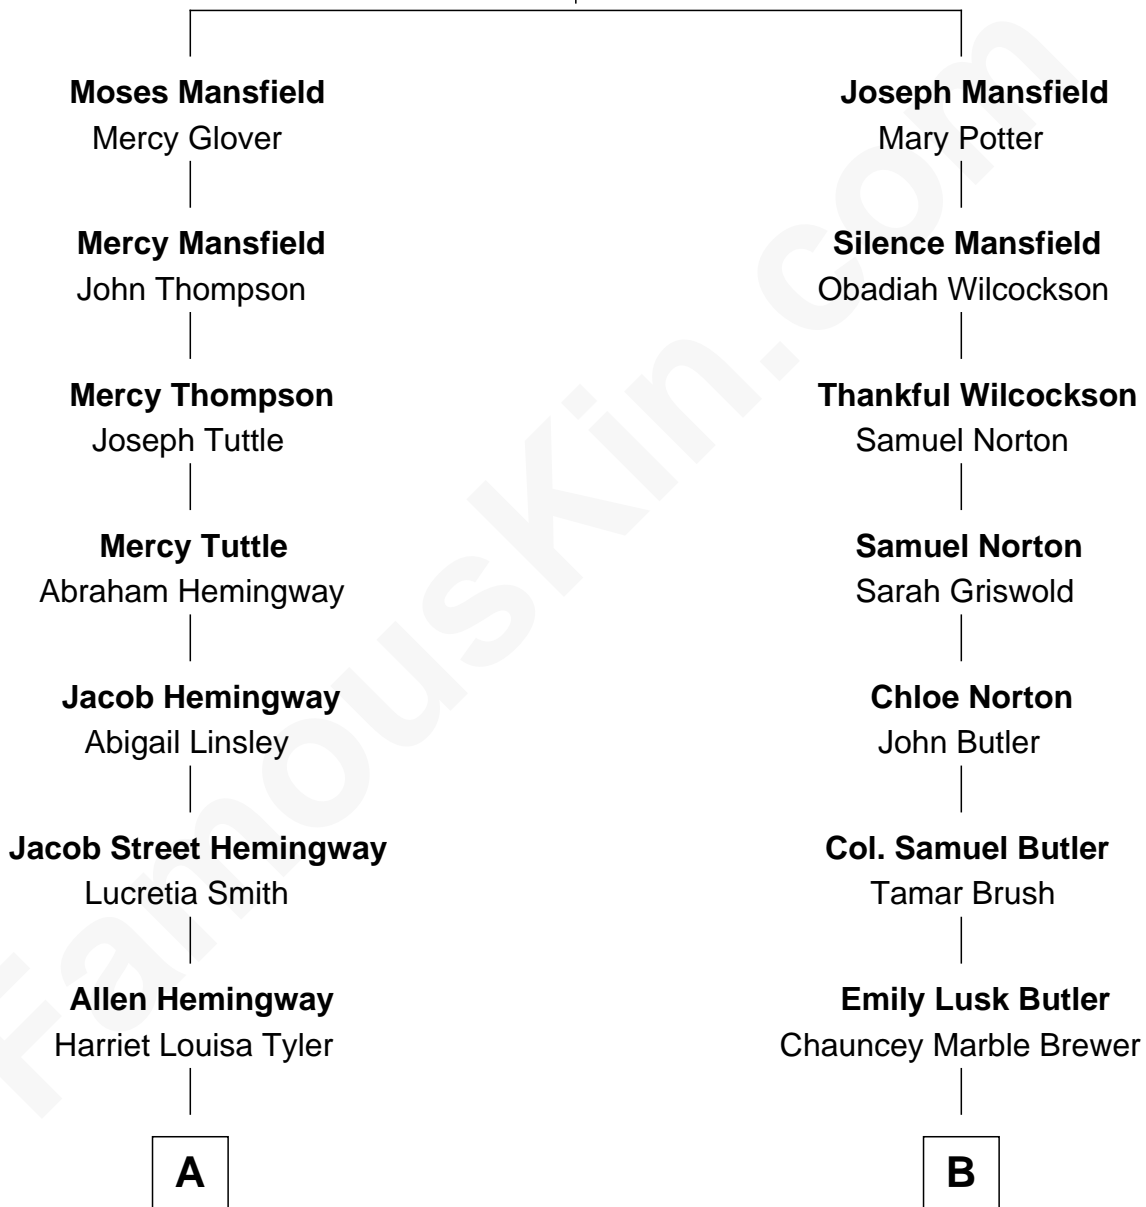 Moses Mansfield
Mercy Glover
Mercy Mansfield
John Thompson
Mercy Thompson
Joseph Tuttle
Mercy Tuttle
Abraham Hemingway
Jacob Hemingway
Abigail Linsley
Jacob Street Hemingway
Lucretia Smith
Allen Hemingway
Harriet Louisa Tyler
A
Joseph Mansfield
Mary Potter
Silence Mansfield
Obadiah Wilcockson
Thankful Wilcockson
Samuel Norton
Samuel Norton
Sarah Griswold
Chloe Norton
John Butler
Col. Samuel Butler
Tamar Brush
Emily Lusk Butler
Chauncey Marble Brewer
B
FamousKin.com